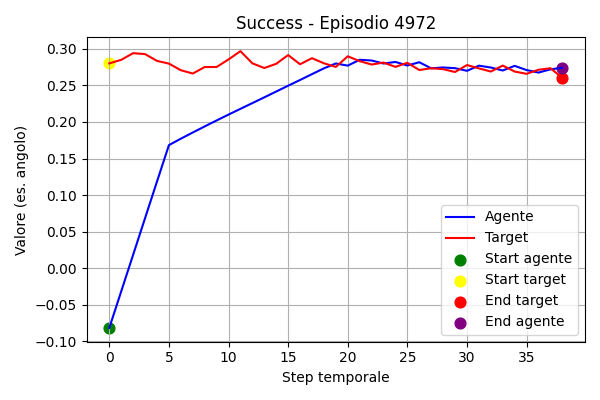 Success - Episodio 4972
Valore (es. angolo)
0.30
0.25
0.20
0.15
0.10
0.05
0.00
−0.05
−0.10
0 5 10 15 20 25 30 35
Step temporale
Agente
Target
Start agente
Start target
End target
End agente